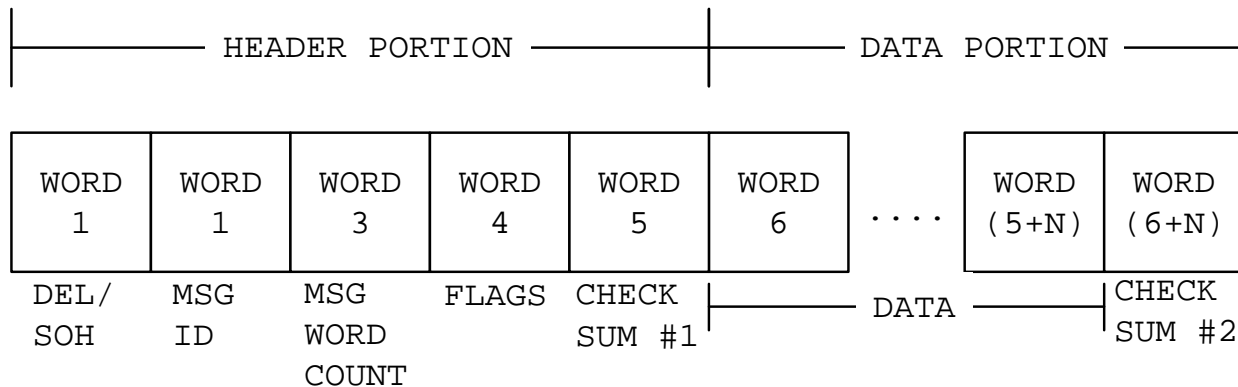 HEADER PORTION
DATA PORTION
WORD
1
WORD
1
WORD
3
WORD
4
WORD
5
WORD
6
....
WORD
(5+N)
WORD
(6+N)
DEL/
SOH
MSG
ID
MSG
WORD
COUNT
FLAGS
CHECK
SUM #1
DATA
CHECK
SUM #2